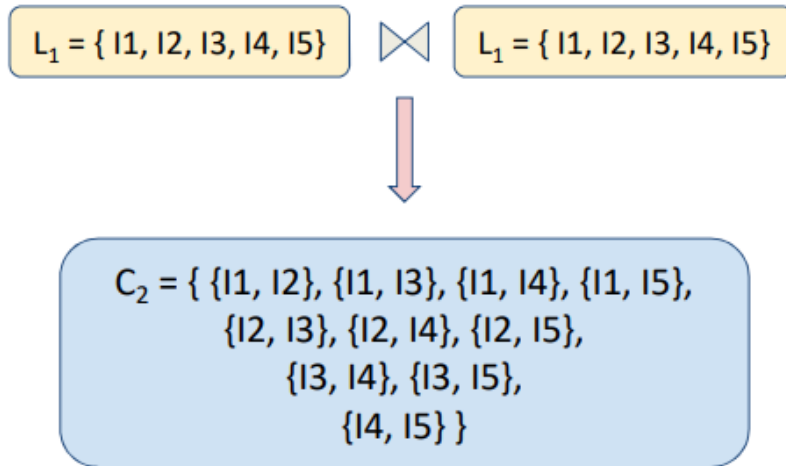 L₁ = { I1, I2, I3, I4, I5}
L₁ = { I1, I2, I3, I4, I5}
C₂ = { {I1, I2}, {I1, I3}, {I1, I4}, {I1, I5},
{I2, I3}, {I2, I4}, {I2, I5},
{I3, I4}, {I3, I5},
{I4, I5} }